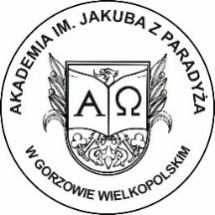 AKADEMIA IM. JAKUBA Z PARADYŻA
Α Ω
W GORZOWIE WIELKOPOLSKIM